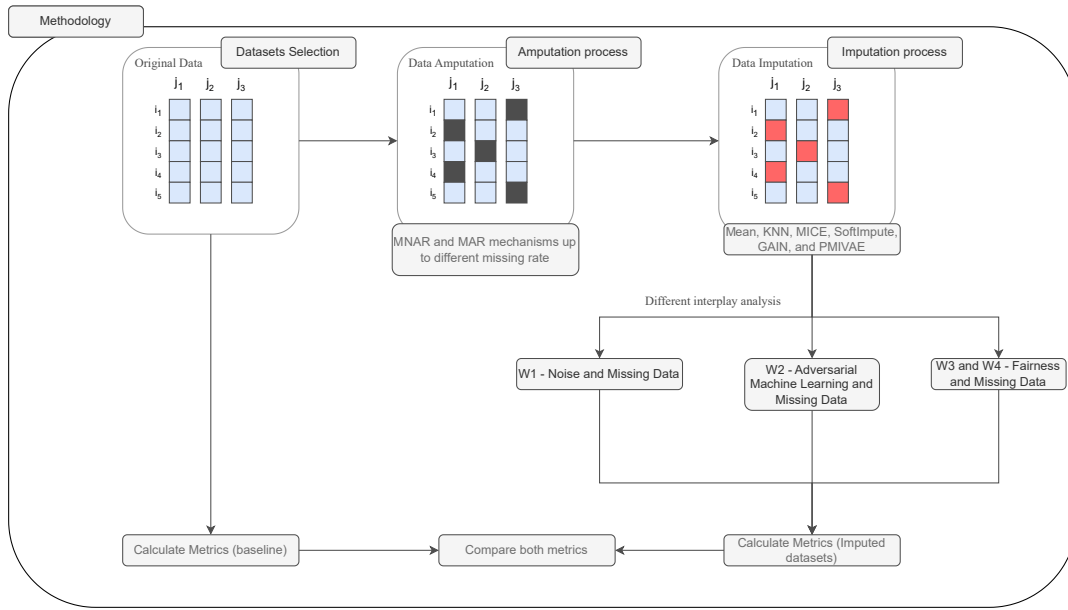 Methodology
Datasets Selection
Original Data
j1 j2 j3
i1
i2
i3
i4
i5
Amputation process
Data Amputation
j1 j2 j3
i1
i2
i3
i4
i5
MNAR and MAR mechanisms up
to different missing rate
Imputation process
Data Imputation
j1 j2 j3
i1
i2
i3
i4
i5
Mean, KNN, MICE, SoftImpute,
GAIN, and PMIVAE
Different interplay analysis
W1 - Noise and Missing Data
W2 - Adversarial
Machine Learning and
Missing Data
W3 and W4 - Fairness
and Missing Data
Calculate Metrics (baseline)
Compare both metrics
Calculate Metrics (Imputed
datasets)